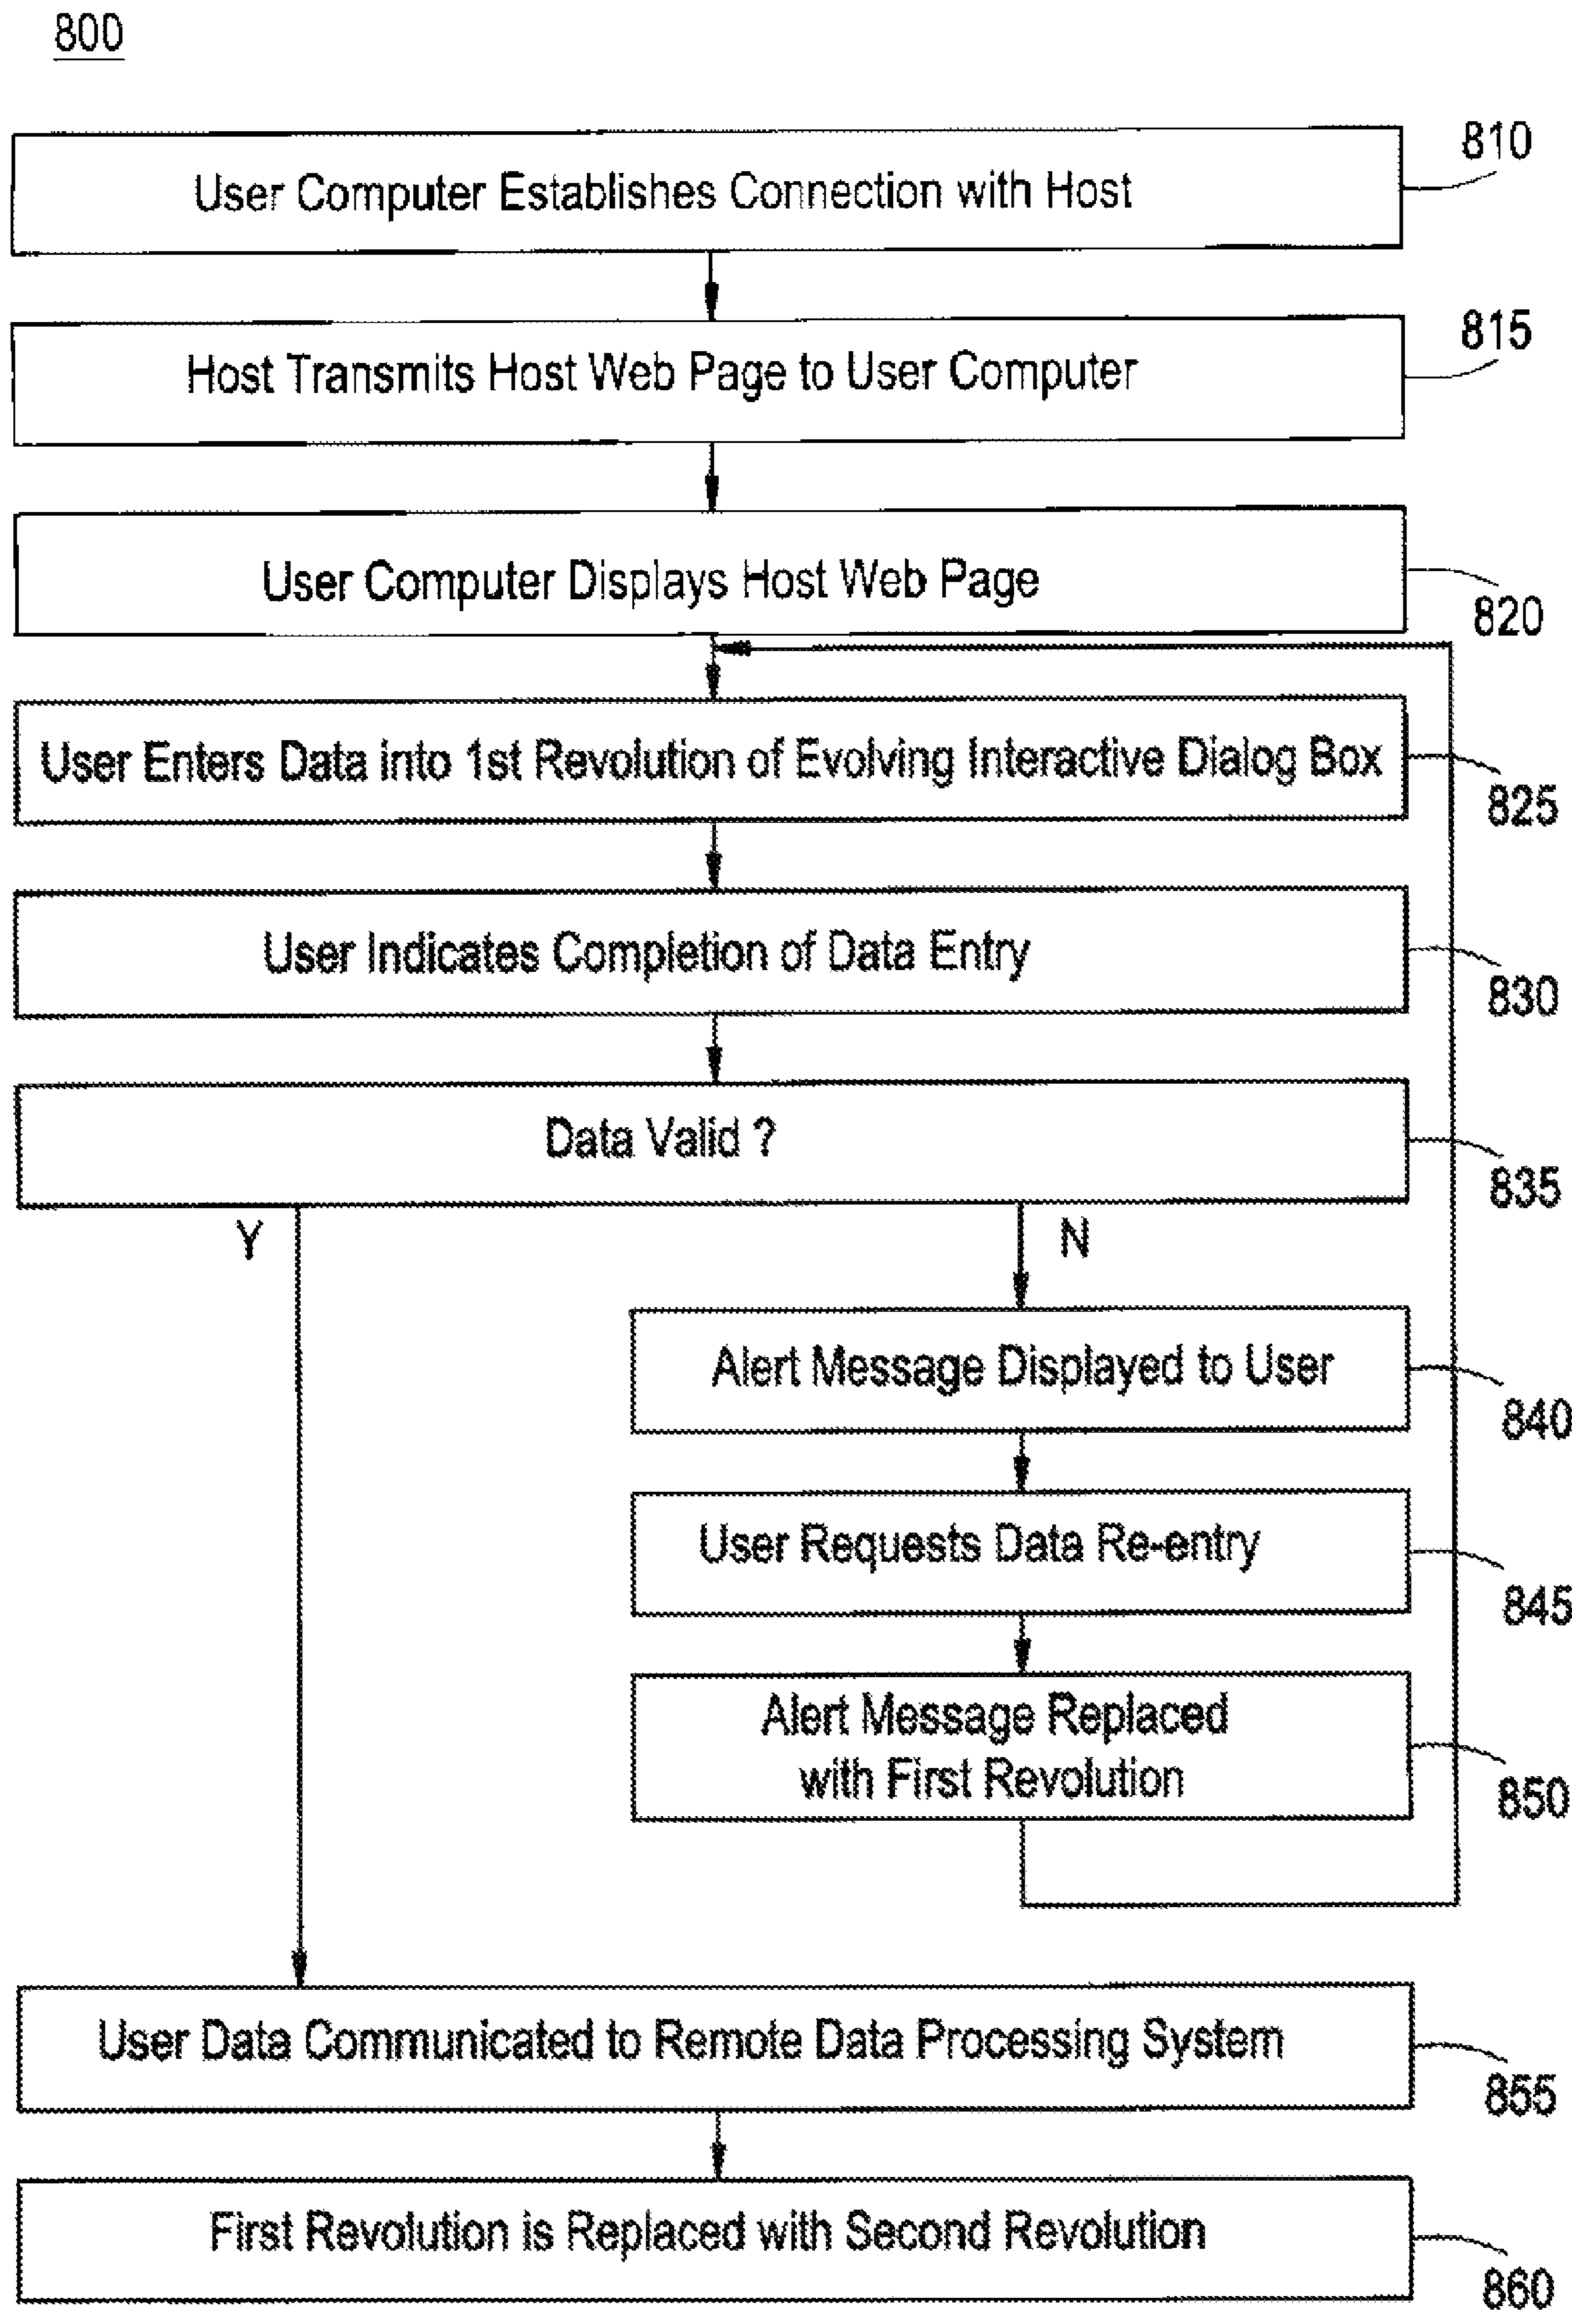 800
810
User Computer Establishes Connection with Host
815
Host Transmits Host Web Page to User Computer
User Computer Displays Host Web Page
820
User Enters Data into 1st Revolution of Evolving Interactive Dialog Box
825
User Indicates Completion of Data Entry
830
Data Valid ?
835
Y
N
Alert Message Displayed to User
840
User Requests Data Re-entry
845
Alert Message Replaced
with First Revolution
850
User Data Communicated to Remote Data Processing System
855
First Revolution is Replaced with Second Revolution
860